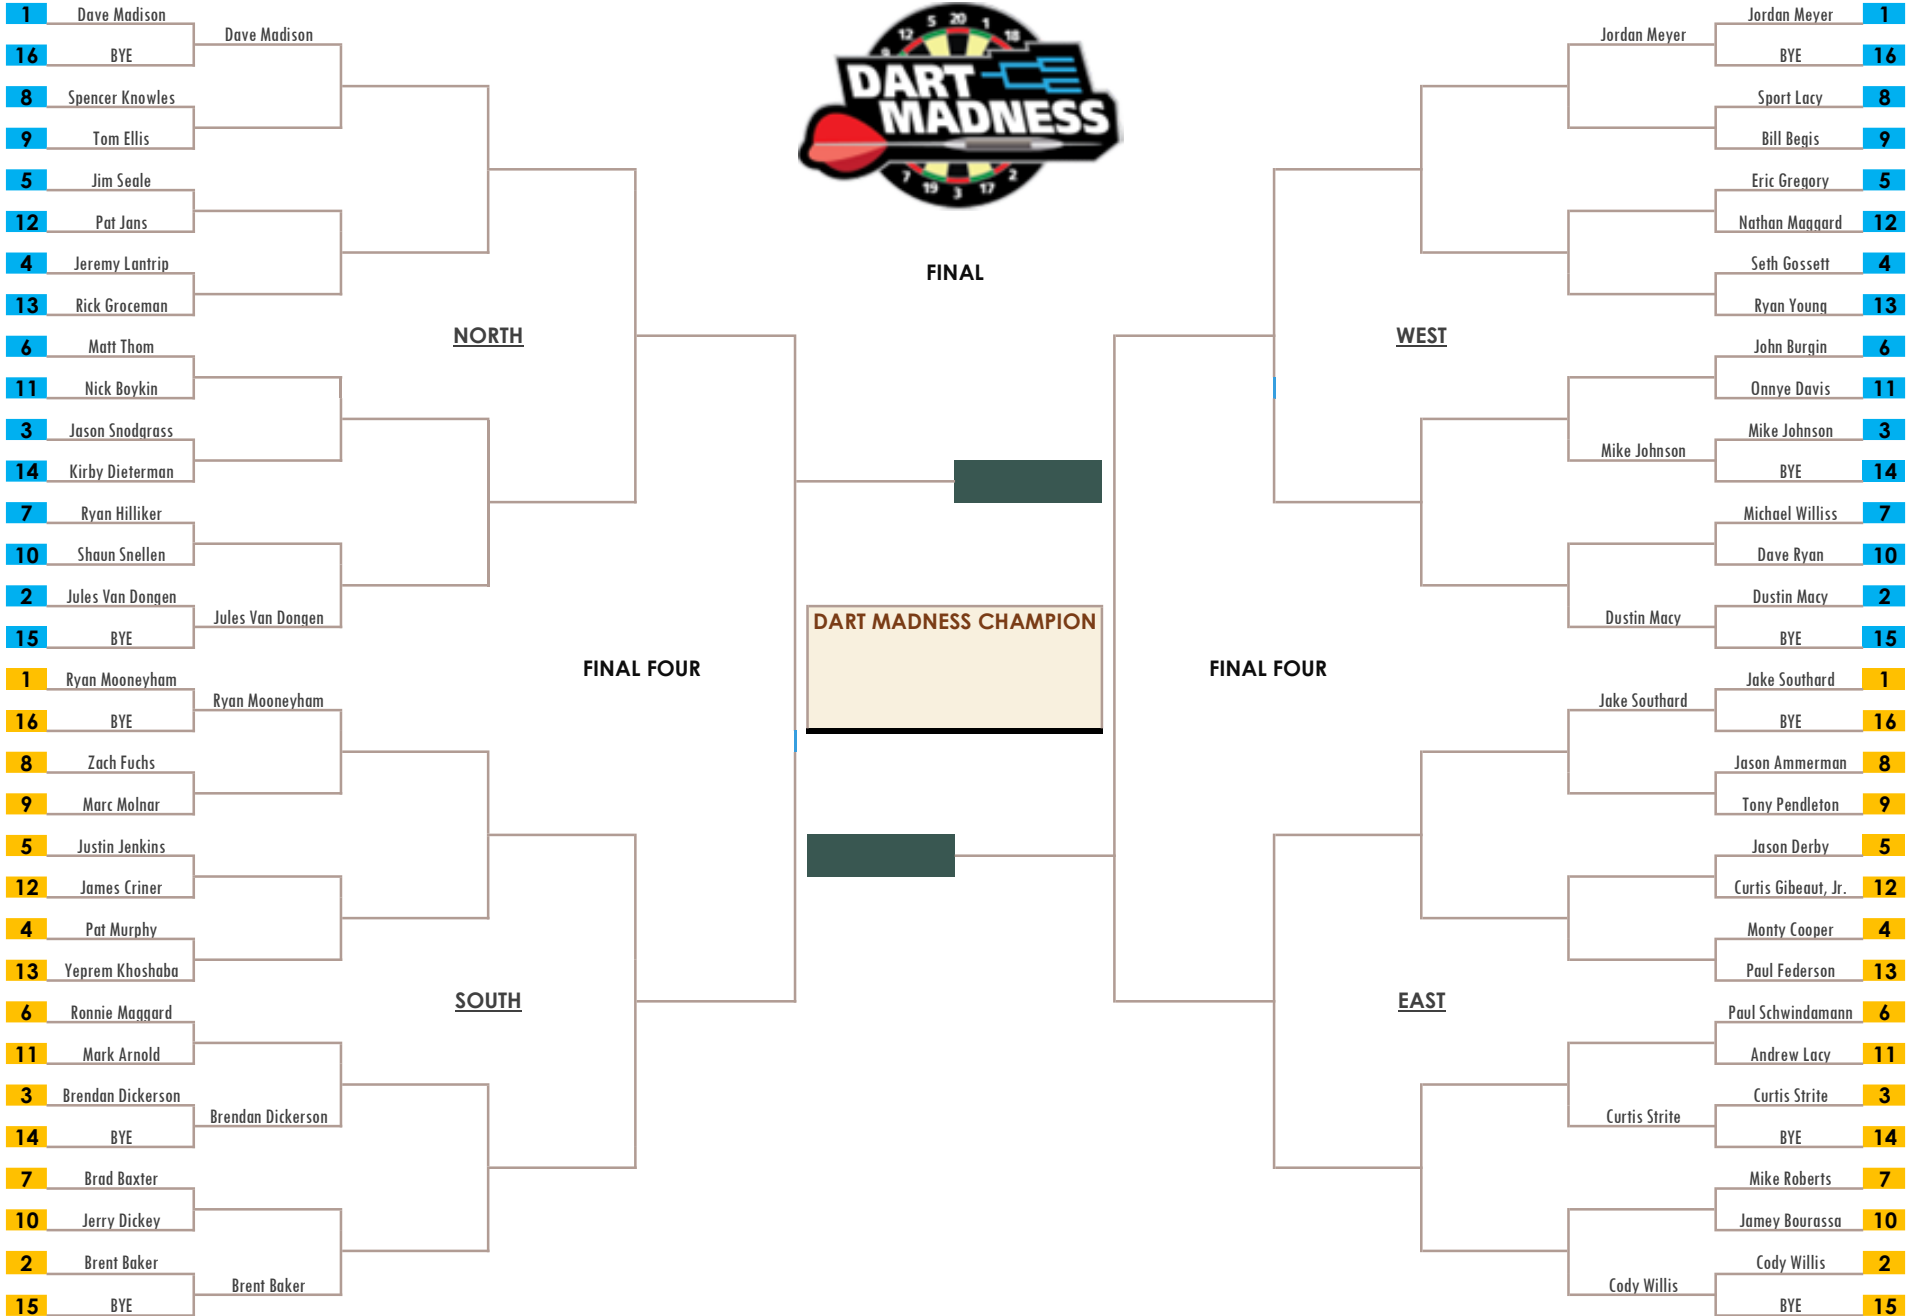 1 Dave Madison
Dave Madison
16 BYE
8 Spencer Knowles
9 Tom Ellis
5 Jim Seale
12 Pat Jans
4 Jeremy Lantrip
13 Rick Groceman
NORTH
6 Matt Thom
11 Nick Boykin
3 Jason Snodgrass
14 Kirby Dieterman
7 Ryan Hilliker
10 Shaun Snellen
2 Jules Van Dongen
Jules Van Dongen
15 BYE
1 Ryan Mooneyham
Ryan Mooneyham
16 BYE
8 Zach Fuchs
9 Marc Molnar
5 Justin Jenkins
12 James Criner
4 Pat Murphy
13 Yeprem Khoshaba
SOUTH
6 Ronnie Maggard
11 Mark Arnold
3 Brendan Dickerson
Brendan Dickerson
14 BYE
7 Brad Baxter
10 Jerry Dickey
2 Brent Baker
Brent Baker
15 BYE
FINAL FOUR
12 5 20 1 18
9
DART
MADNESS
7 19 3 17 2
FINAL
DART MADNESS CHAMPION
FINAL FOUR
Jordan Meyer 1
Jordan Meyer
BYE 16
Sport Lacy 8
Bill Begis 9
Eric Gregory 5
Nathan Maggard 12
Seth Gossett 4
Ryan Young 13
WEST
John Burgin 6
Onnye Davis 11
Mike Johnson 3
Mike Johnson
BYE 14
Michael Williss 7
Dave Ryan 10
Dustin Macy 2
Dustin Macy
BYE 15
Jake Southard 1
Jake Southard
BYE 16
Jason Ammerman 8
Tony Pendleton 9
Jason Derby 5
Curtis Gibeaut, Jr. 12
Monty Cooper 4
Paul Federson 13
EAST
Paul Schwindamann 6
Andrew Lacy 11
Curtis Strite 3
Curtis Strite
BYE 14
Mike Roberts 7
Jamey Bourassa 10
Cody Willis 2
Cody Willis
BYE 15